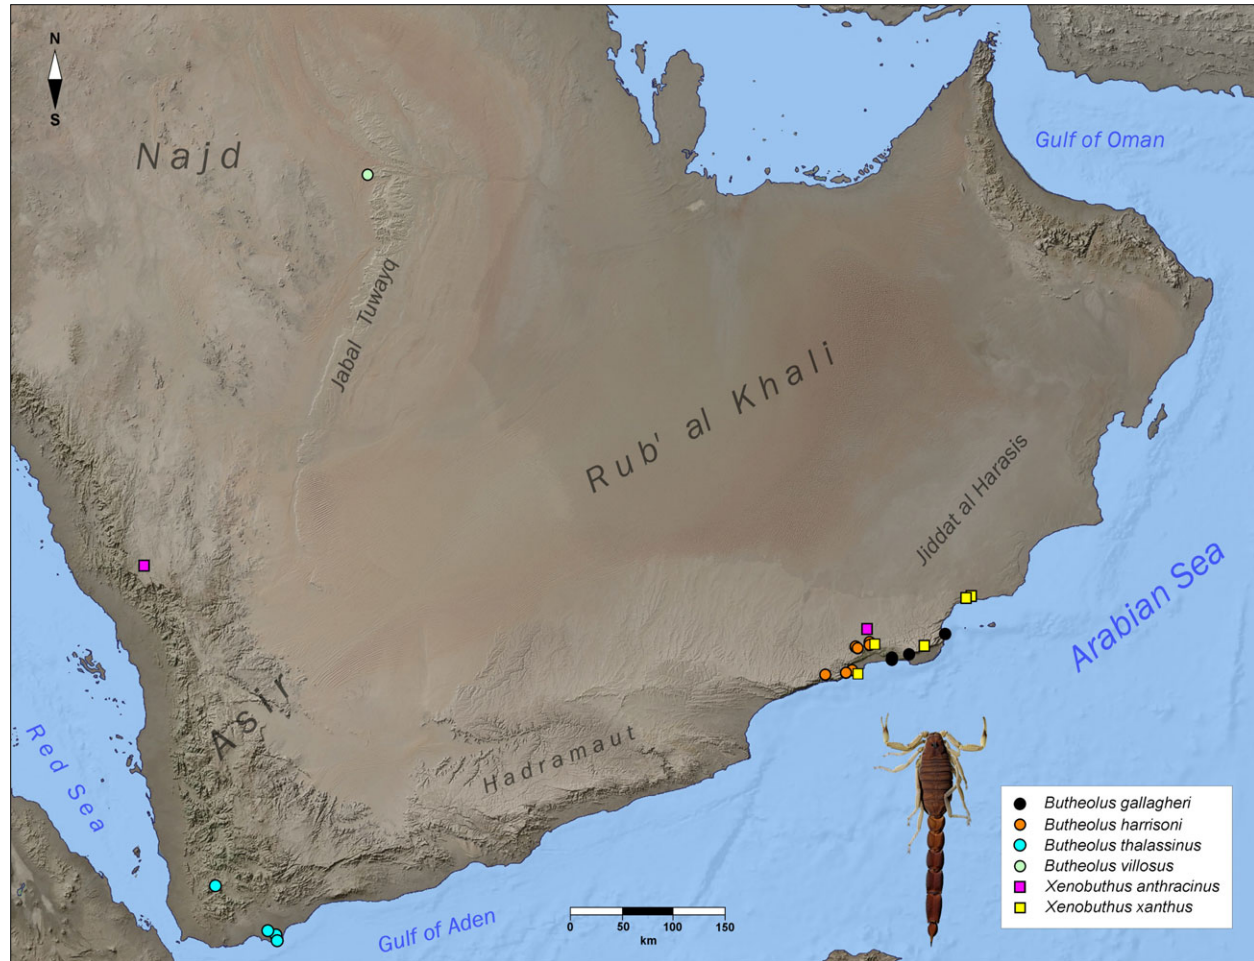 N
S
Najd
Gulf of Oman
Jabal Tuwayq
Rub' al Khali
Jiddat al Harasis
Arabian Sea
Asir
Red Sea
Hadramaut
Gulf of Aden
0 50 100 150
km
Butheolus gallagheri
Butheolus harrisoni
Butheolus thalassinus
Butheolus villosus
Xenobuthus anthracinus
Xenobuthus xanthus